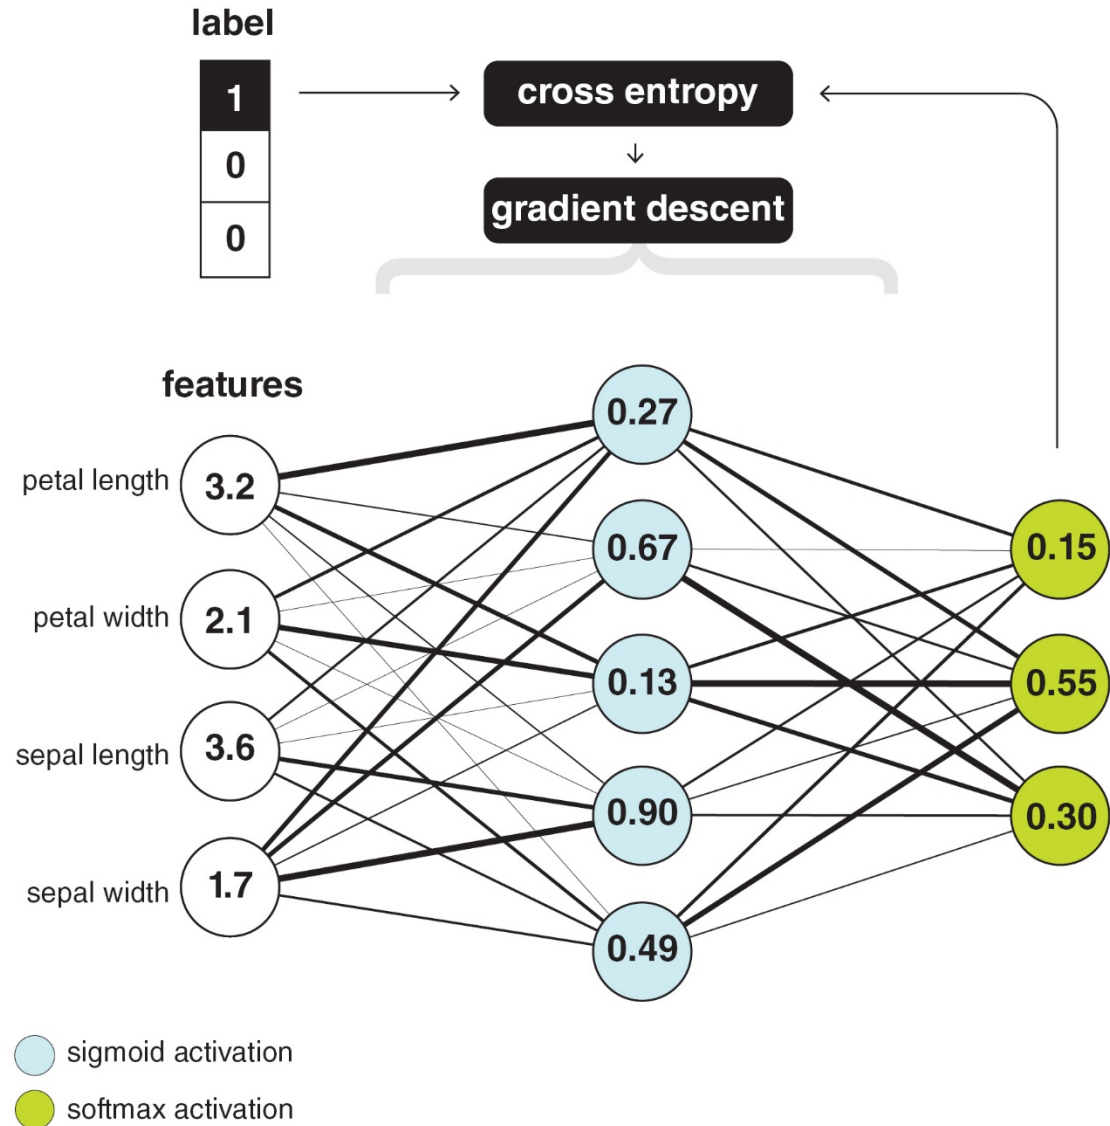 label
1
cross entropy
0
gradient descent
0
features
0.27
petal length
3.2
0.67
0.15
petal width
2.1
0.13
0.55
sepal length
3.6
0.90
0.30
sepal width
1.7
0.49
sigmoid activation
softmax activation